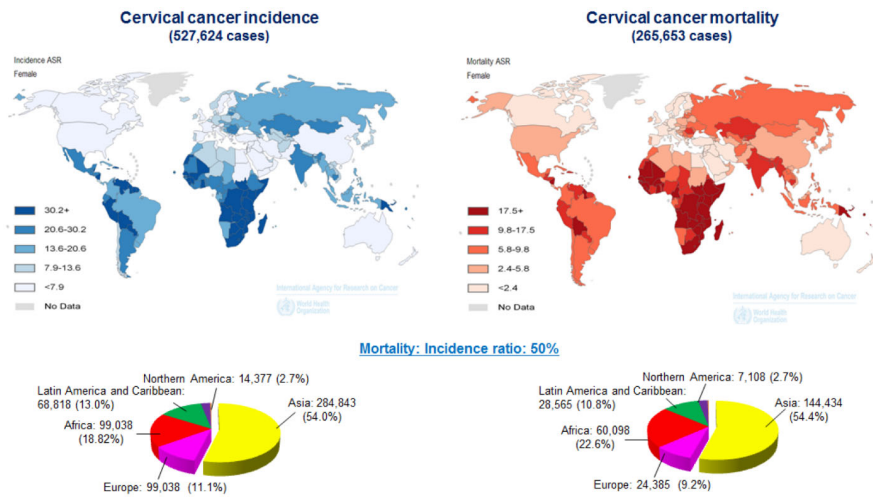 Cervical cancer incidence
(527,624 cases)
Incidence ASR
Female
30.2+
20.6-30.2
13.6-20.6
7.9-13.6
<7.9
No Data
International Agency for Research on Cancer
World Health
Organization
Cervical cancer mortality
(265,653 cases)
Mortality ASR
Female
17.5+
9.8-17.5
5.8-9.8
2.4-5.8
<2.4
No Data
International Agency for Research on Cancer
World Health
Organization
Mortality: Incidence ratio: 50%
Northern America: 14,377 (2.7%)
Latin America and Caribbean:
68,818 (13.0%)
Asia: 284,843
(54.0%)
Africa: 99,038
(18.82%)
Europe: 99,038 (11.1%)
Northern America: 7,108 (2.7%)
Latin America and Caribbean:
28,565 (10.8%)
Asia: 144,434
(54.4%)
Africa: 60,098
(22.6%)
Europe: 24,385 (9.2%)